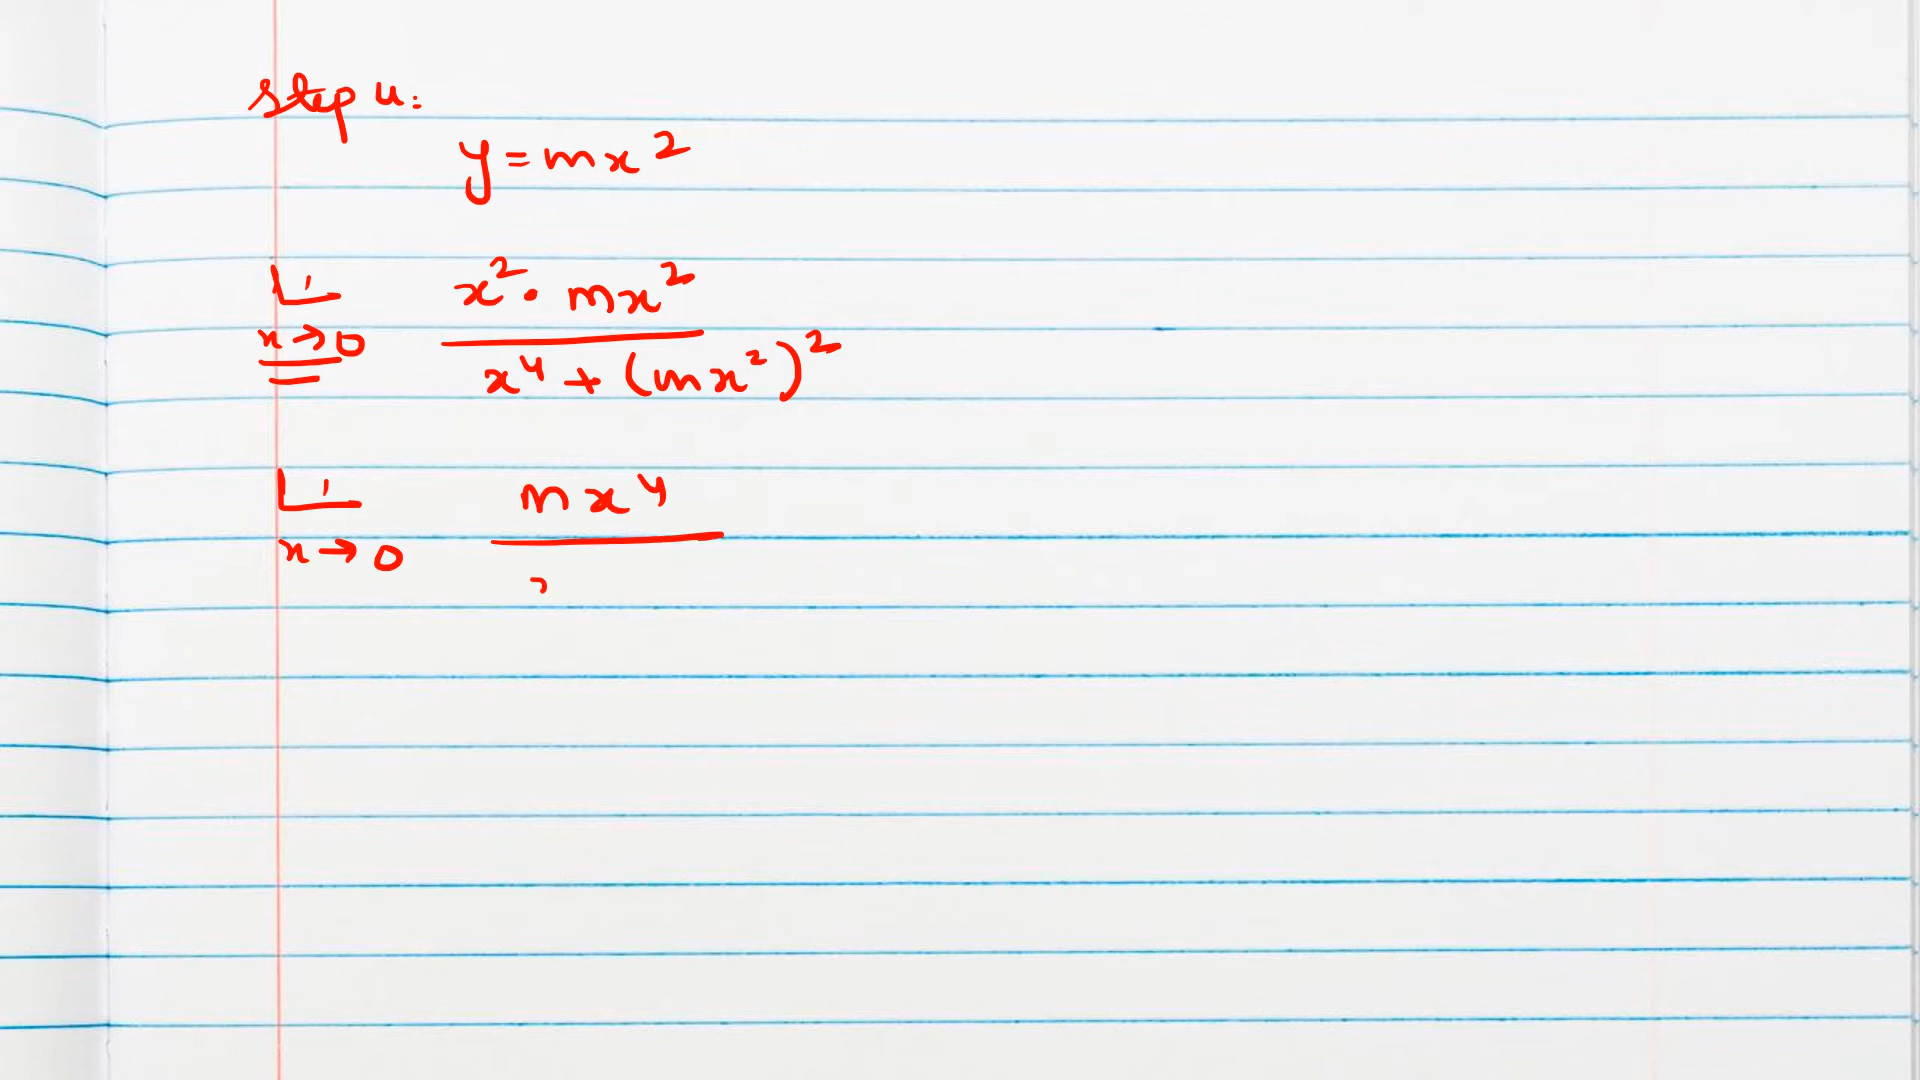 step 4:
y = mx²
Lt x→0 x² · mx² / x⁴ + (mx²)²
Lt x→0 mx⁴ /